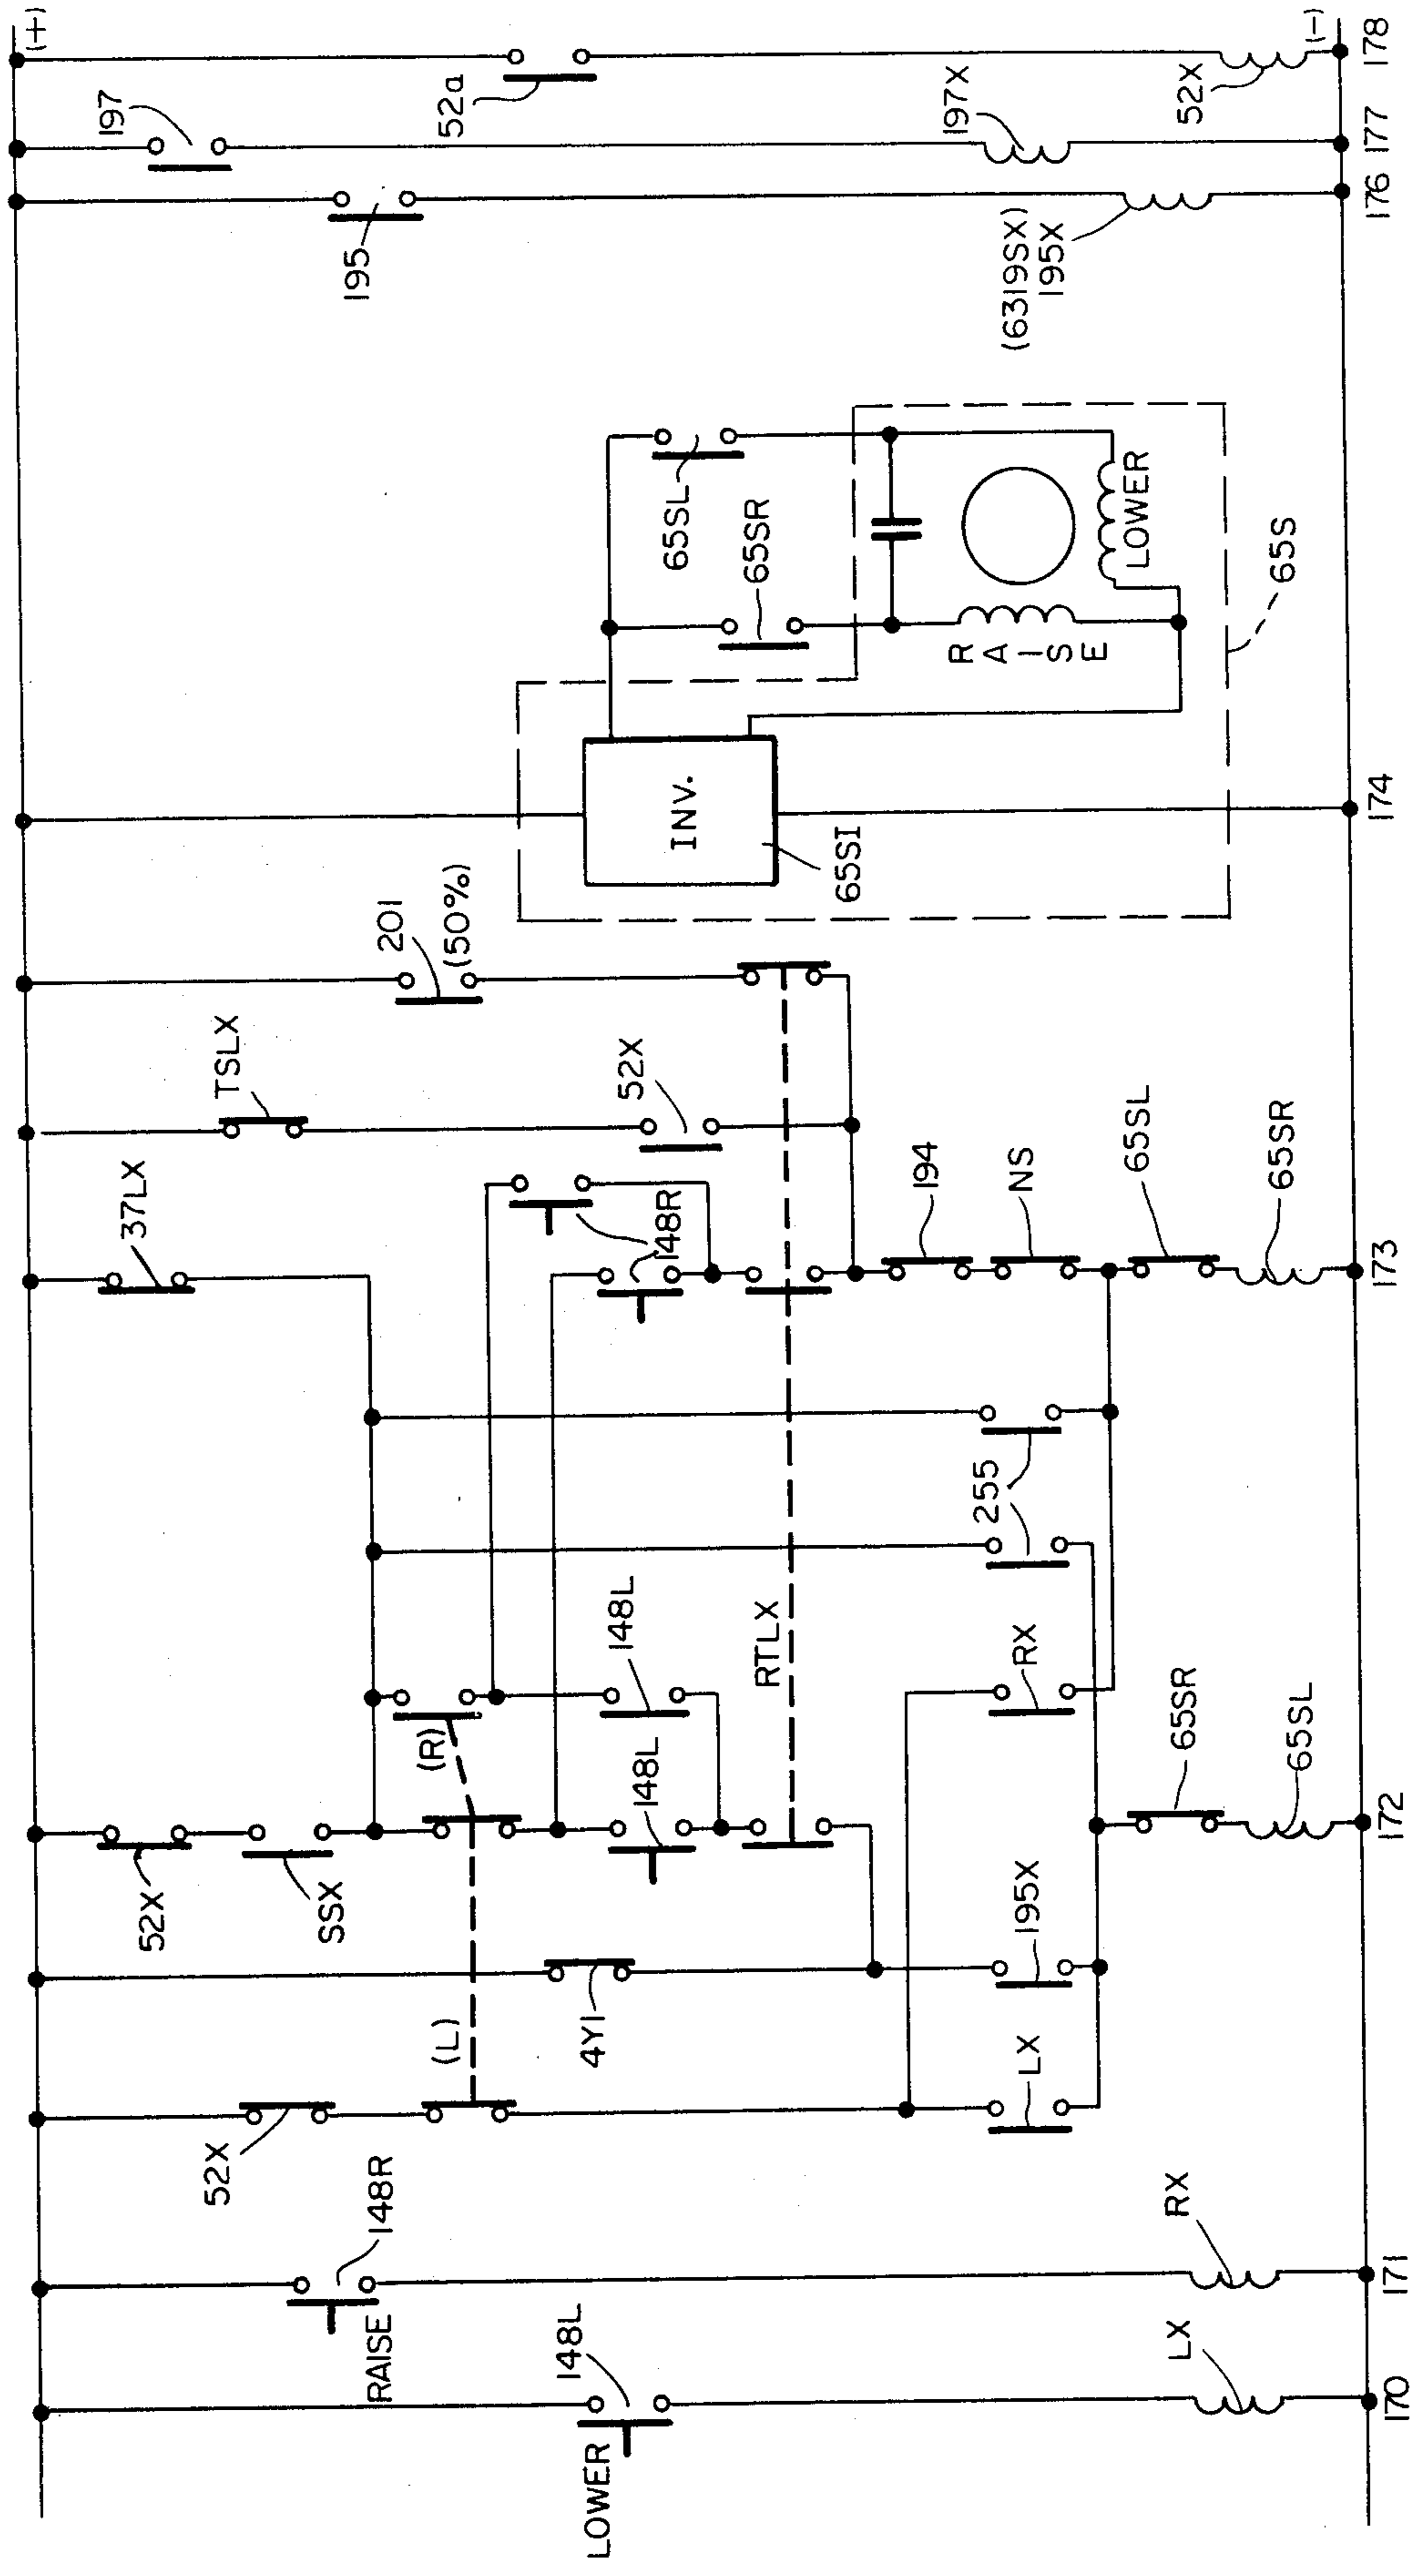 (+)
(-)
LOWER
148L
LX
170
RAISE
148R
RX
171
52X
(L)
LX
4Y1
195X
52X
SSX
148L
65SR
65SL
172
(R)
148L
RTLX
RX
255
37LX
148R
194
NS
65SL
65SR
173
TSLX
52X
201
(50%)
INV.
65SI
174
65SR
65SL
RAISE
LOWER
65S
195
(6319SX)
195X
176
197
197X
177
52a
52X
178